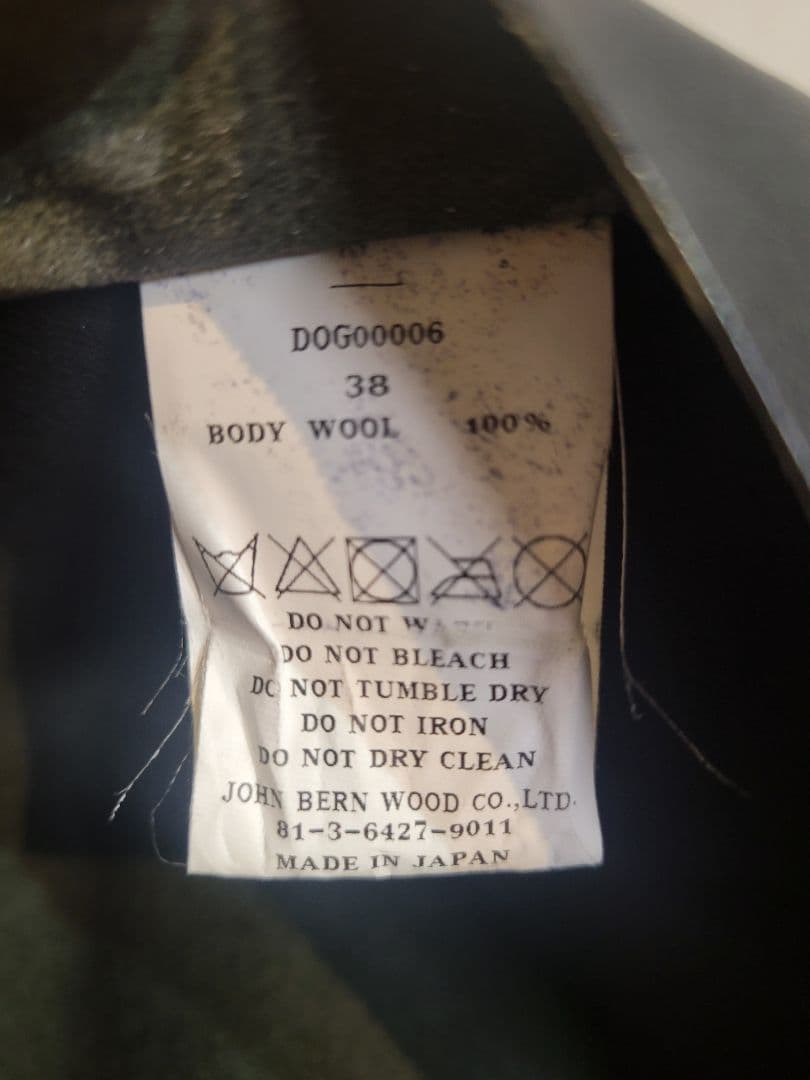 DOG00006
38
BODY WOOL 100%
DO NOT
DO NOT BLEACH
DO NOT TUMBLE DRY
DO NOT IRON
DO NOT DRY CLEAN
JOHN BERN WOOD CO.,LTD.
81-3-6427-9011
MADE IN JAPAN